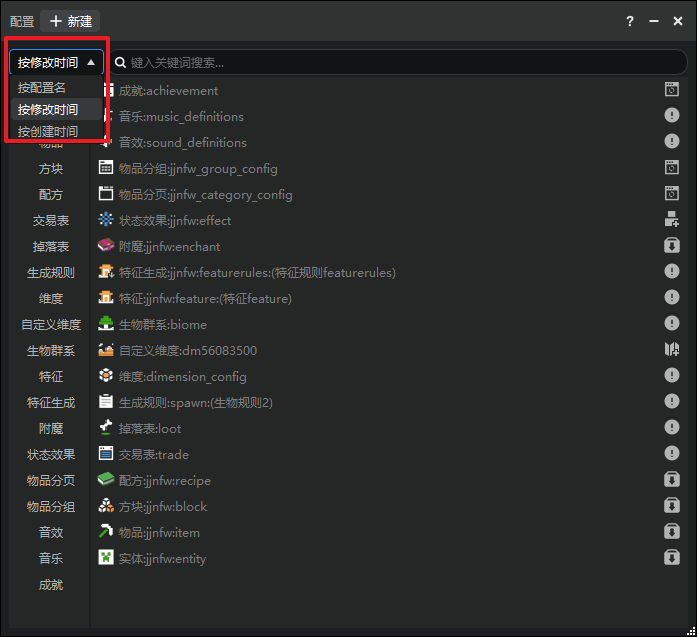 配置 + 新建 ?
按修改时间 键入关键词搜索...
按配置名 成就:achievement
按修改时间 音乐:music_definitions
按创建时间
物品 音效:sound_definitions
方块 物品分组:jjnfw_group_config
配方 物品分页:jjnfw_category_config
交易表 状态效果:jjnfw:effect
掉落表 附魔:jjnfw:enchant
生成规则 特征生成:jjnfw:featurerules:(特征规则featurerules)
维度 特征:jjnfw:feature:(特征feature)
自定义维度 生物群系:biome
生物群系 自定义维度:dm56083500
特征 维度:dimension_config
特征生成 生成规则:spawn:(生物规则2)
附魔 掉落表:loot
状态效果 交易表:trade
物品分页 配方:jjnfw:recipe
物品分组 方块:jjnfw:block
音效 物品:jjnfw:item
音乐 实体:jjnfw:entity
成就